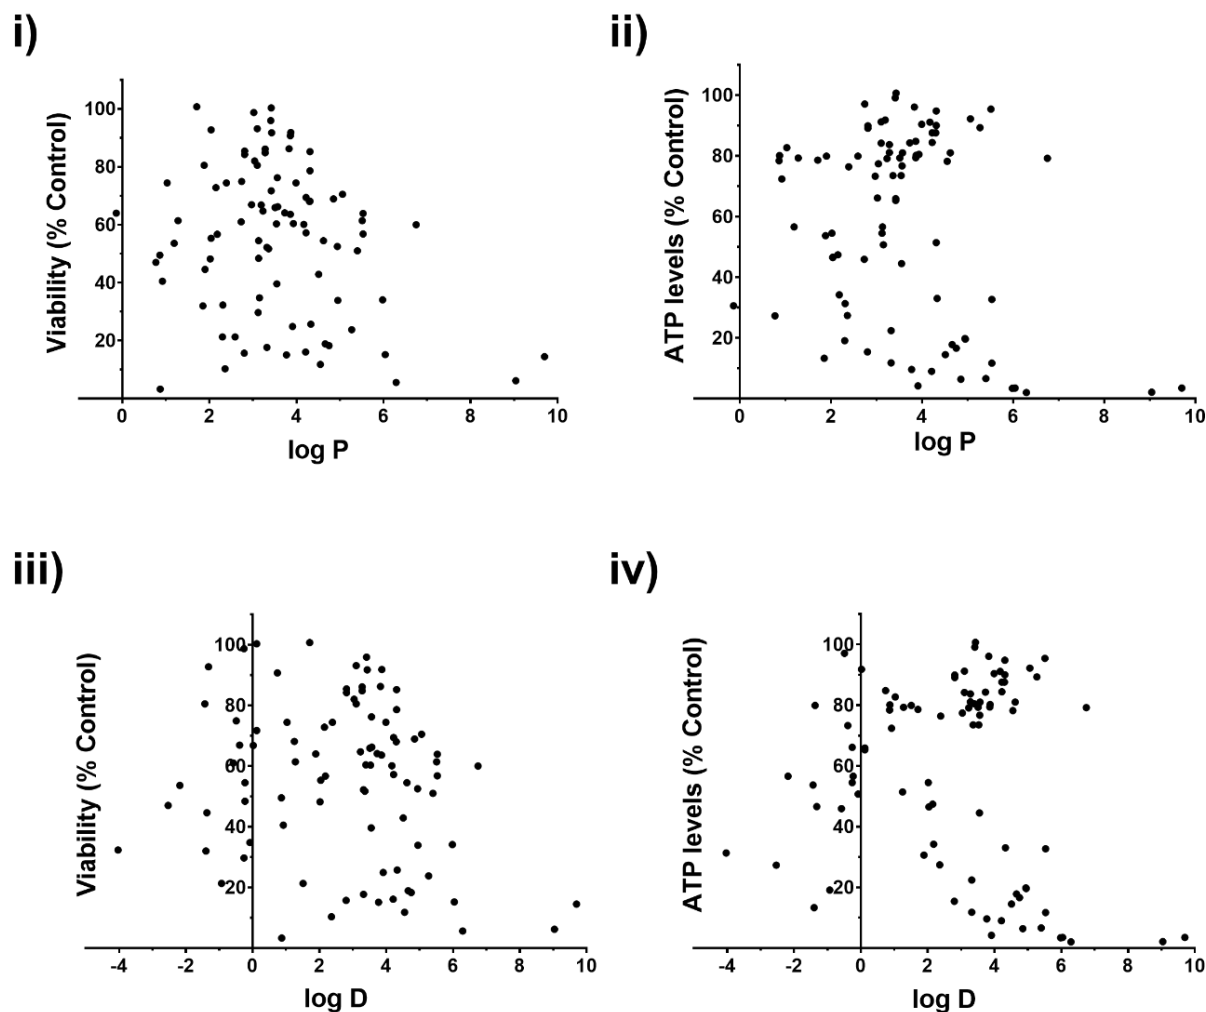 i)
Viability (% Control)
100
80
60
40
20
0 2 4 6 8 10
log P
ii)
ATP levels (% Control)
100
80
60
40
20
0 2 4 6 8 10
log P
iii)
Viability (% Control)
100
80
60
40
20
-4 -2 0 2 4 6 8 10
log D
iv)
ATP levels (% Control)
100
80
60
40
20
-4 -2 0 2 4 6 8 10
log D